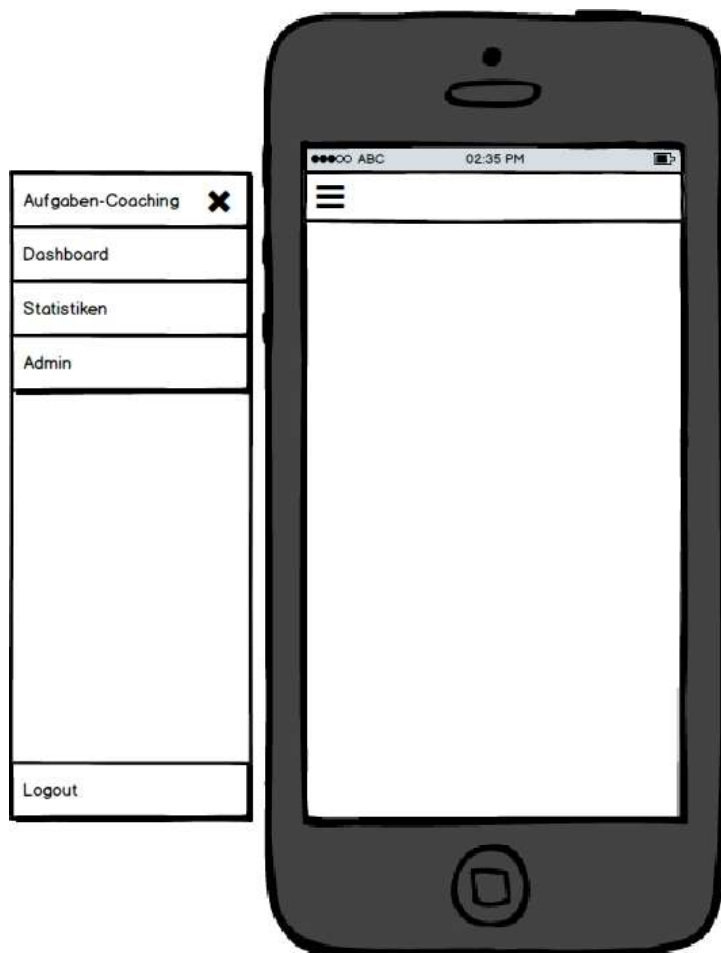 Aufgaben-Coaching
Dashboard
Statistiken
Admin
Logout
ABC 02:35 PM